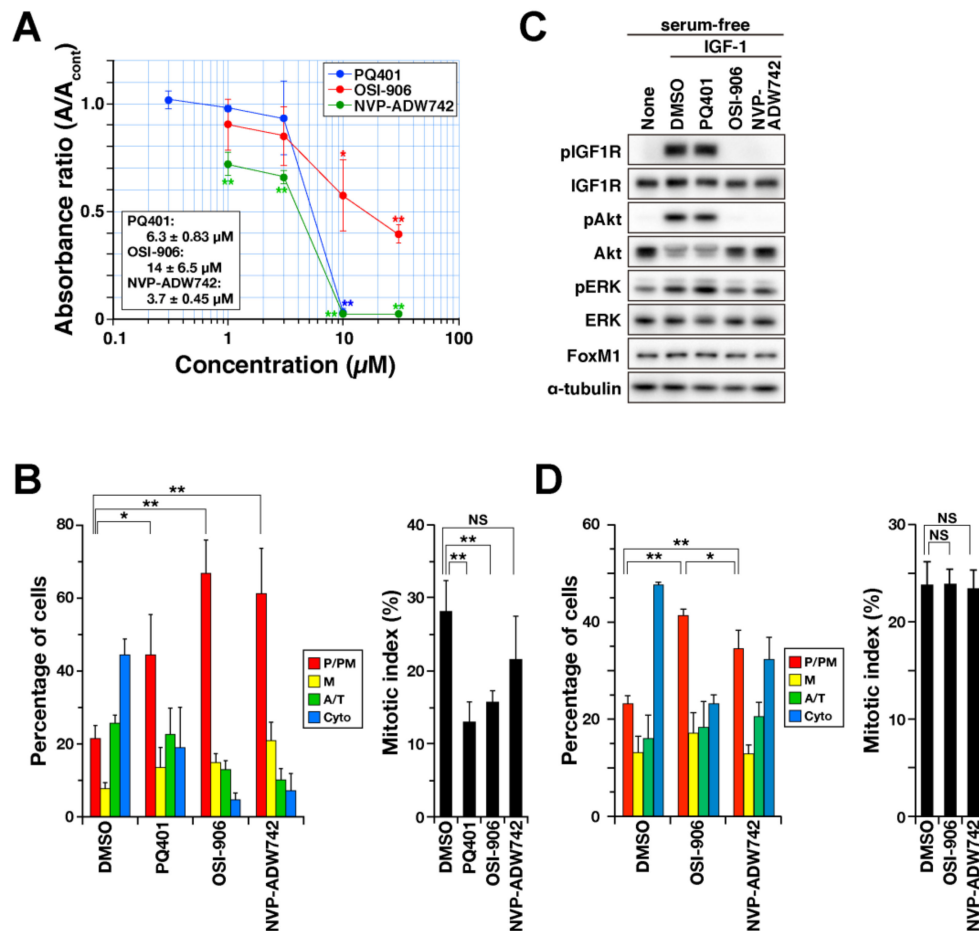 A
Absorbance ratio (A/Acont)
1.0
0.5
0
0.1
1
10
100
Concentration (μM)
PQ401
OSI-906
NVP-ADW742
**
**
*
**
**
**
**
PQ401:
6.3 ± 0.83 μM
OSI-906:
14 ± 6.5 μM
NVP-ADW742:
3.7 ± 0.45 μM
C
serum-free
IGF-1
None
DMSO
PQ401
OSI-906
NVP-
ADW742
pIGF1R
IGF1R
pAkt
Akt
pERK
ERK
FoxM1
α-tubulin
B
Percentage of cells
80
60
40
20
0
**
**
*
P/PM
M
A/T
Cyto
DMSO
PQ401
OSI-906
NVP-ADW742
Mitotic index (%)
40
30
20
10
0
NS
**
**
DMSO
PQ401
OSI-906
NVP-ADW742
D
Percentage of cells
60
40
20
0
**
**
*
P/PM
M
A/T
Cyto
DMSO
OSI-906
NVP-ADW742
Mitotic index (%)
30
20
10
0
NS
NS
DMSO
OSI-906
NVP-ADW742